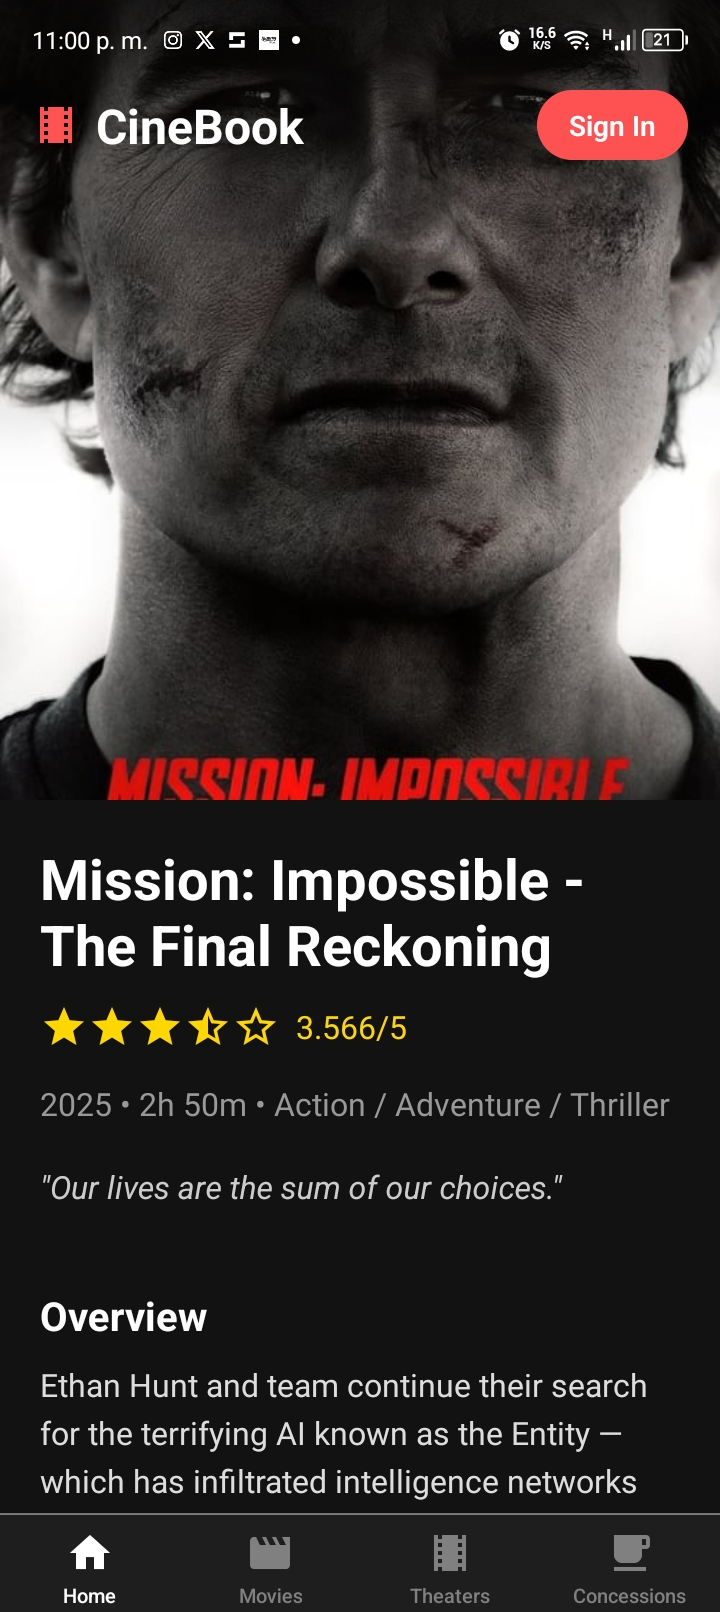 11:00 p. m.
16.6
K/S
H
21
CineBook
Sign In
MISSION: IMPOSSIBLE
Mission: Impossible -
The Final Reckoning
3.566/5
2025 • 2h 50m • Action / Adventure / Thriller
"Our lives are the sum of our choices."
Overview
Ethan Hunt and team continue their search
for the terrifying AI known as the Entity —
which has infiltrated intelligence networks
Home
Movies
Theaters
Concessions